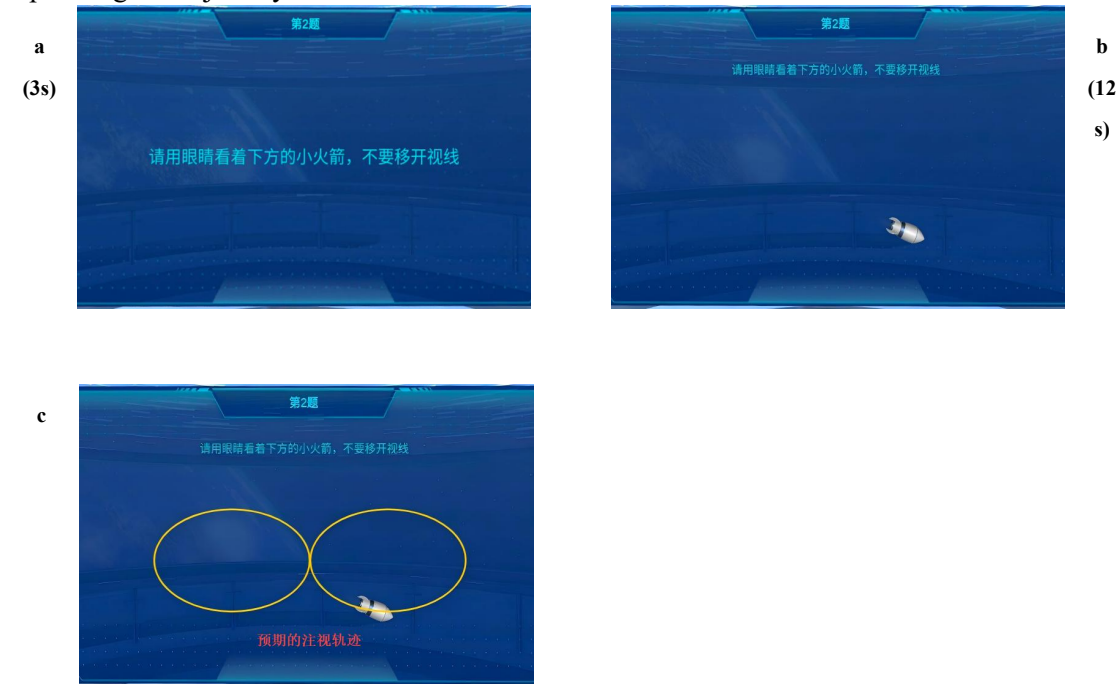 a
(3s)
第2题
请用眼睛看着下方的小火箭，不要移开视线
b
(12
s)
第2题
请用眼睛看着下方的小火箭，不要移开视线
c
第2题
请用眼睛看着下方的小火箭，不要移开视线
预期的注视轨迹